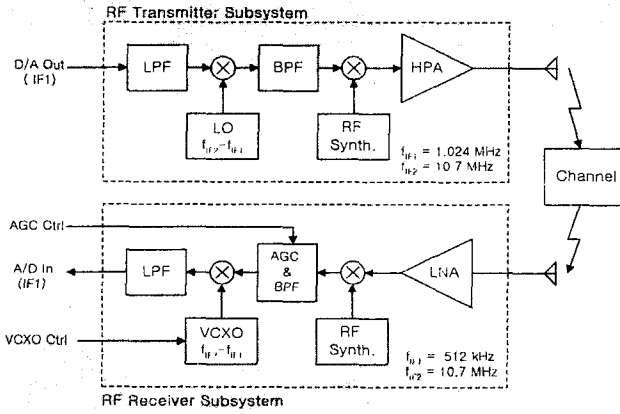 RF Transmitter Subsystem
D/A Out
(IF1)
LPF
BPF
HPA
LO
f_IF2-f_IF1
RF
Synth.
f_IF1 = 1.024 MHz
f_IF2 = 10 7 MHz
Channel
AGC Ctrl
A/D In
(IF1)
LPF
AGC
&
BPF
LNA
VCXO Ctrl
VCXO
f_IF2-f_IF1
RF
Synth.
f_IF1 = 512 kHz
f_IF2 = 10.7 MHz
RF Receiver Subsystem